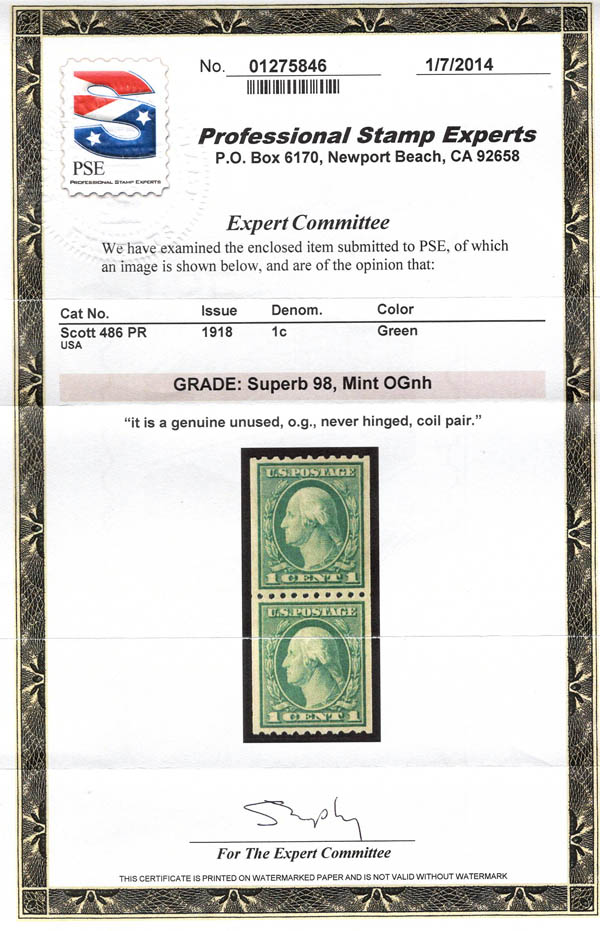 No. 01275846
1/7/2014
PSE
PROFESSIONAL STAMP EXPERTS
Professional Stamp Experts
P.O. Box 6170, Newport Beach, CA 92658
Expert Committee
We have examined the enclosed item submitted to PSE, of which
an image is shown below, and are of the opinion that:
Cat No. Issue Denom. Color
Scott 486 PR 1918 1c Green
USA
GRADE: Superb 98, Mint OGnh
“it is a genuine unused, o.g., never hinged, coil pair.”
U.S.POSTAGE
1 CENT 1
U.S.POSTAGE
1 CENT 1
For The Expert Committee
THIS CERTIFICATE IS PRINTED ON WATERMARKED PAPER AND IS NOT VALID WITHOUT WATERMARK